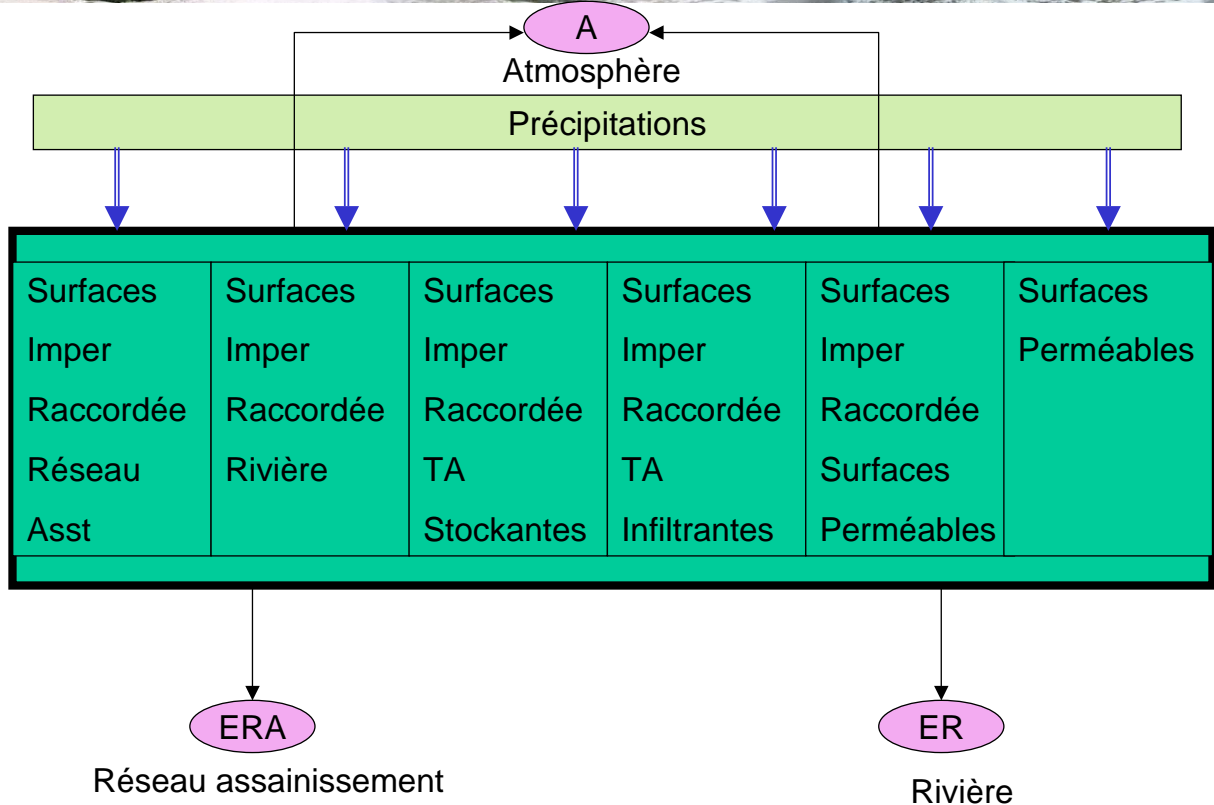 A
Atmosphère
Précipitations
Surfaces
Imper
Raccordée
Réseau
Asst
Surfaces
Imper
Raccordée
Rivière
Surfaces
Imper
Raccordée
TA
Stockantes
Surfaces
Imper
Raccordée
TA
Infiltrantes
Surfaces
Imper
Raccordée
Surfaces
Perméables
Surfaces
Perméables
ERA
Réseau assainissement
ER
Rivière